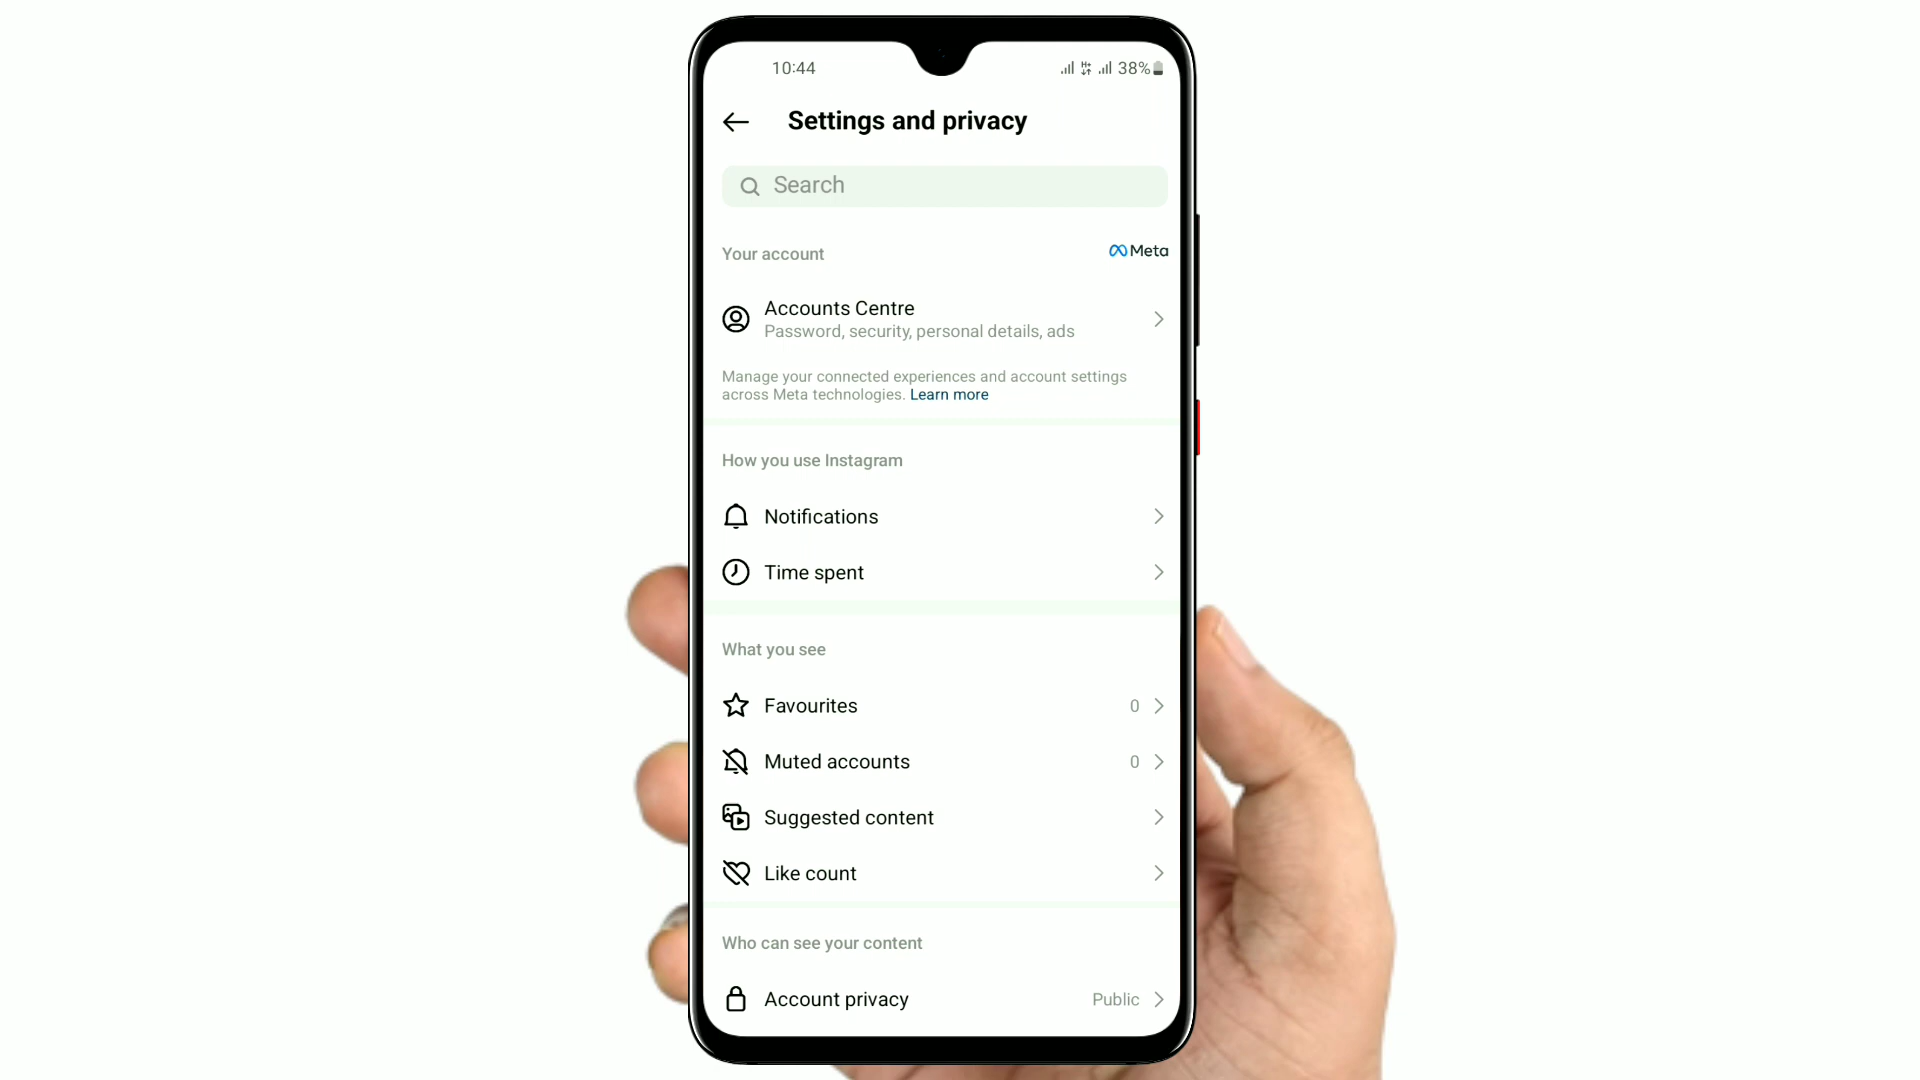 10:44 38%
Settings and privacy
Search
Your account Meta
Accounts Centre
Password, security, personal details, ads
Manage your connected experiences and account settings
across Meta technologies. Learn more
How you use Instagram
Notifications
Time spent
What you see
Favourites 0
Muted accounts 0
Suggested content
Like count
Who can see your content
Account privacy Public